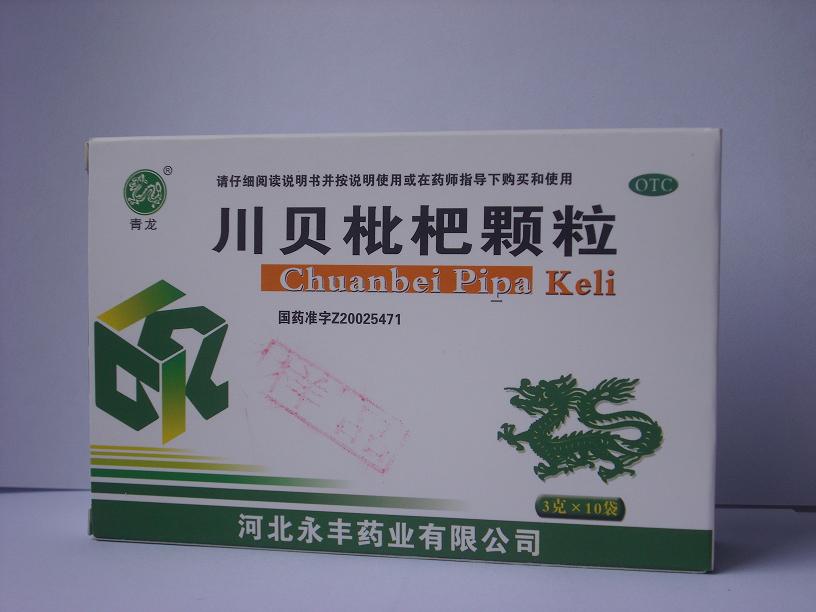 ®
青龙
请仔细阅读说明书并按说明使用或在药师指导下购买和使用
OTC
川贝枇杷颗粒
Chuanbei Pipa Keli
国药准字Z20025471
样品
3克×10袋
河北永丰药业有限公司